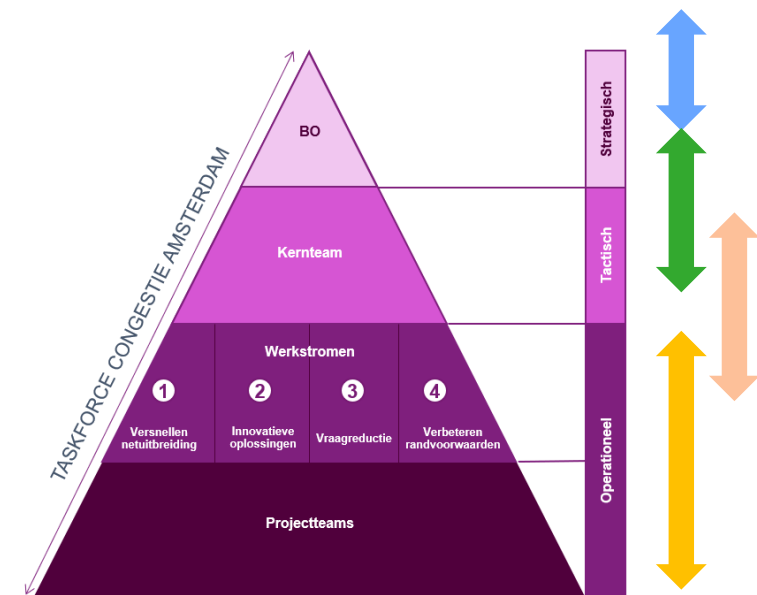 TASKFORCE CONGESTIE AMSTERDAM
BO
Strategisch
Kernteam
Tactisch
Werkstromen
1
2
3
4
Versnellen
netuitbreiding
Innovatieve
oplossingen
Vraagreductie
Verbeteren
randvoorwaarden
Operationeel
Projectteams